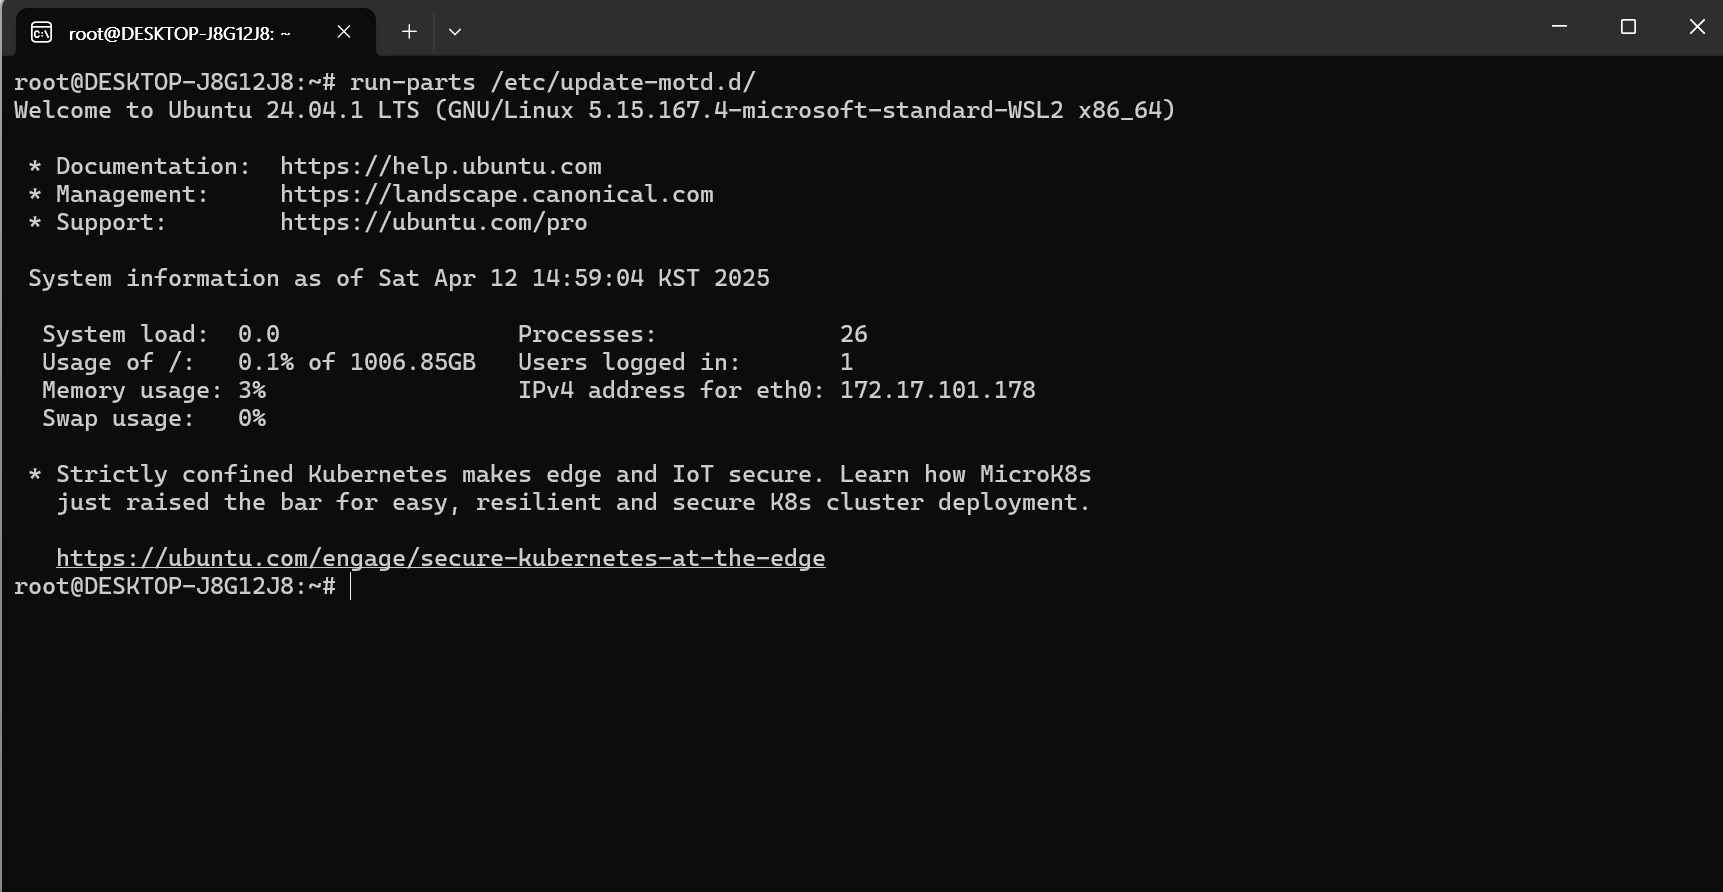 root@DESKTOP-J8G12J8: ~
root@DESKTOP-J8G12J8:~# run-parts /etc/update-motd.d/
Welcome to Ubuntu 24.04.1 LTS (GNU/Linux 5.15.167.4-microsoft-standard-WSL2 x86_64)
* Documentation:  https://help.ubuntu.com
* Management:     https://landscape.canonical.com
* Support:        https://ubuntu.com/pro
System information as of Sat Apr 12 14:59:04 KST 2025
System load:  0.0                 Processes:             26
Usage of /:   0.1% of 1006.85GB   Users logged in:       1
Memory usage: 3%                  IPv4 address for eth0: 172.17.101.178
Swap usage:   0%
* Strictly confined Kubernetes makes edge and IoT secure. Learn how MicroK8s
just raised the bar for easy, resilient and secure K8s cluster deployment.
https://ubuntu.com/engage/secure-kubernetes-at-the-edge
root@DESKTOP-J8G12J8:~#